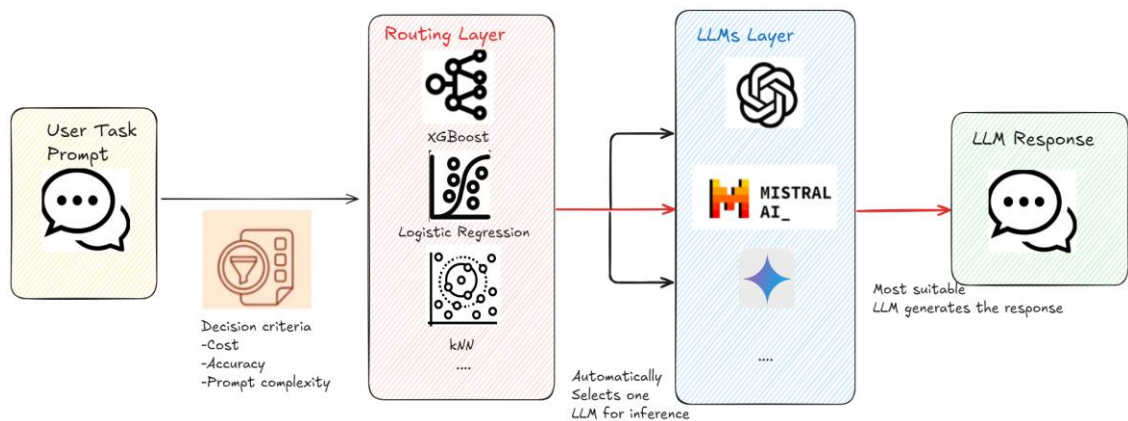 User Task
Prompt
Decision criteria
-Cost
-Accuracy
-Prompt complexity
Routing Layer
XGBoost
Logistic Regression
kNN
....
Automatically
Selects one
LLM for inference
LLMs Layer
MISTRAL
AI_
....
Most suitable
LLM generates the response
LLM Response